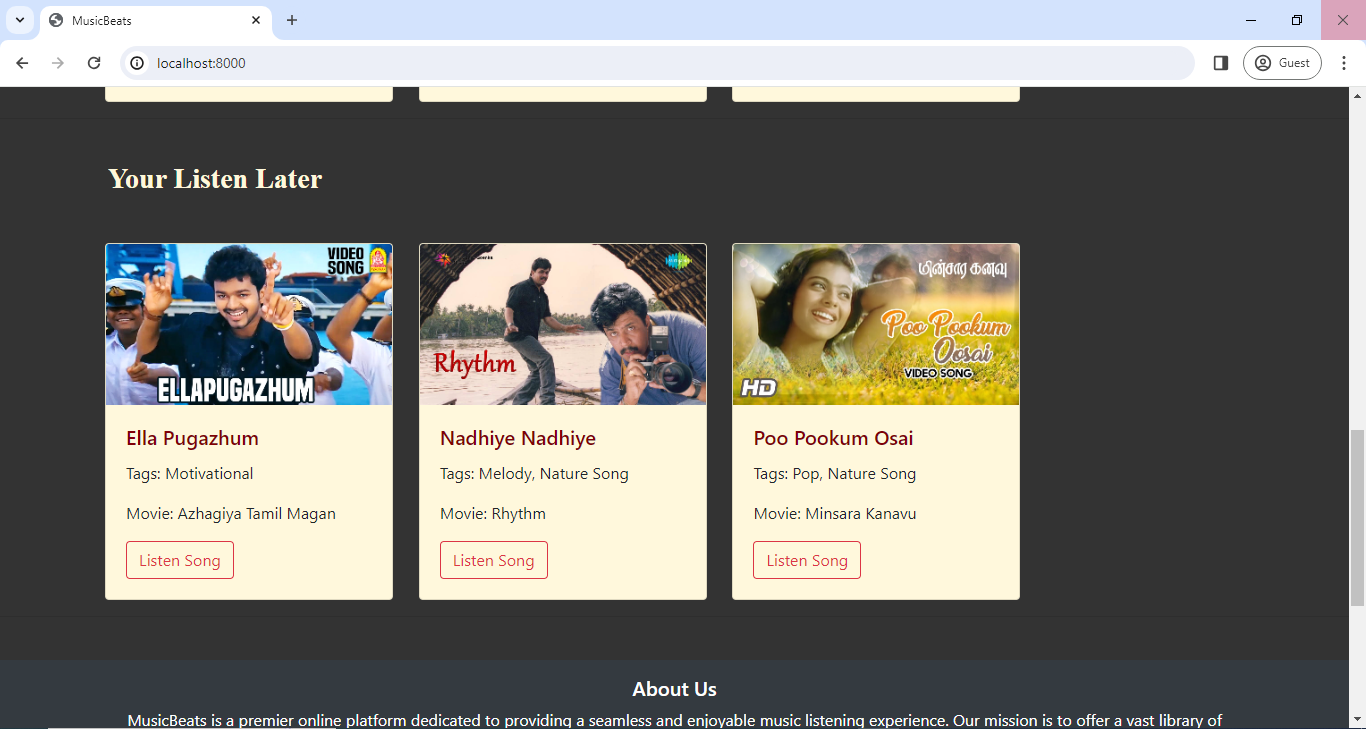 MusicBeats
localhost:8000
Guest
Your Listen Later
VIDEO
SONG
ELLAPUGAZHUM
Rhythm
மின்சார கனவு
Poo Pookum
Oosai
VIDEO SONG
HD
Ella Pugazhum
Nadhiye Nadhiye
Poo Pookum Osai
Tags: Motivational
Tags: Melody, Nature Song
Tags: Pop, Nature Song
Movie: Azhagiya Tamil Magan
Movie: Rhythm
Movie: Minsara Kanavu
Listen Song
Listen Song
Listen Song
About Us
MusicBeats is a premier online platform dedicated to providing a seamless and enjoyable music listening experience. Our mission is to offer a vast library of